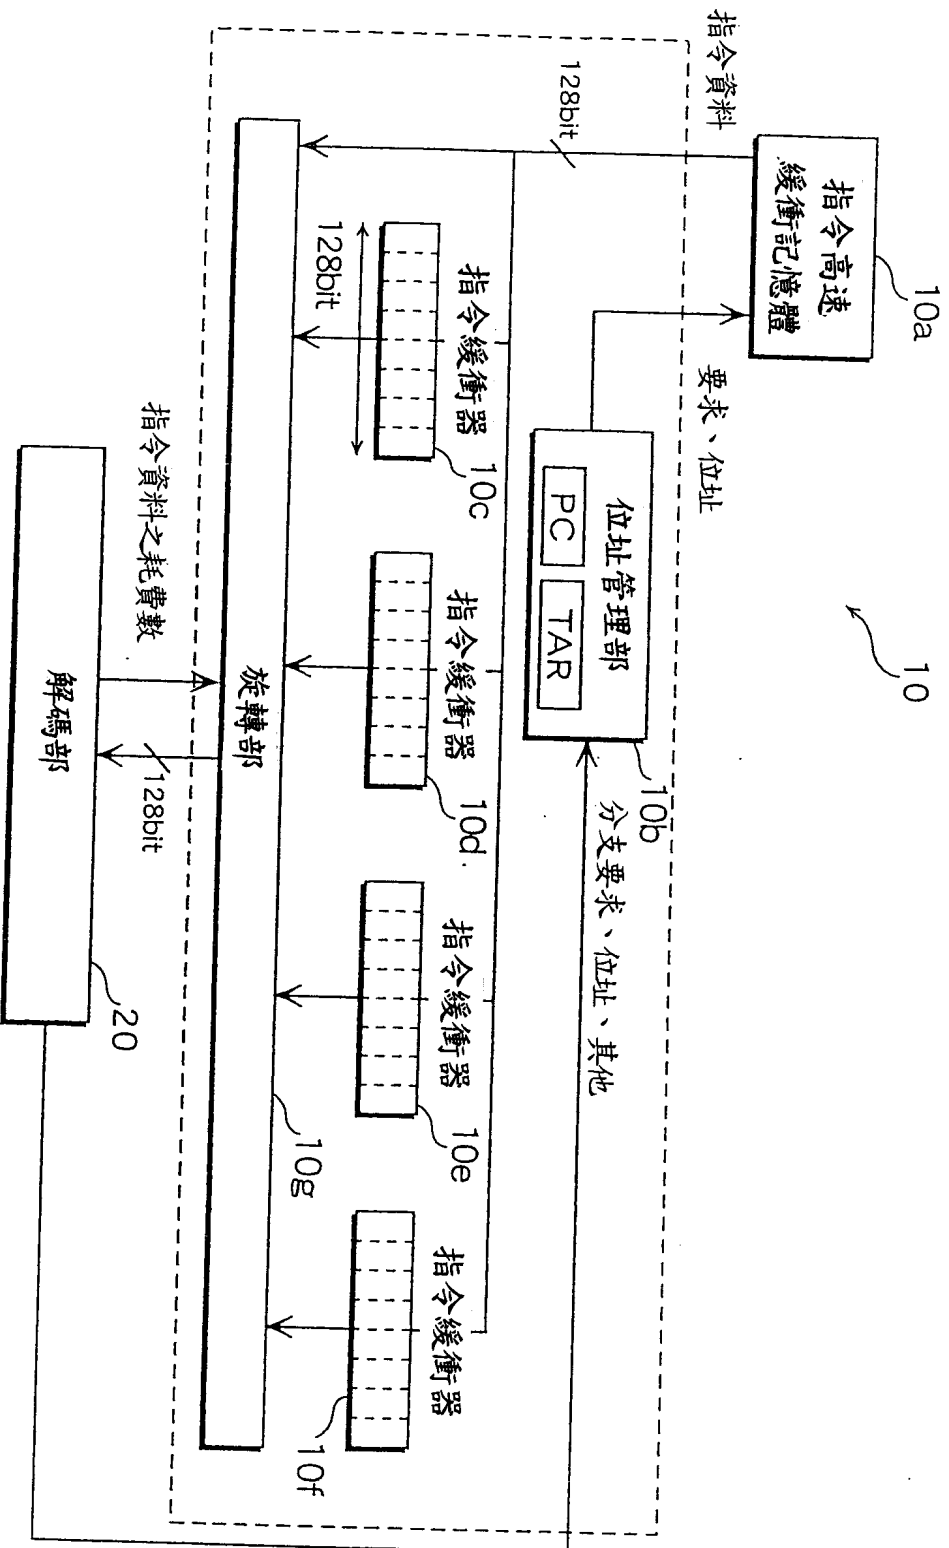 10
指令高速
緩衝記憶體
10a
指令資料
要求、位址
128bit
位址管理部
PC
TAR
10b
分支要求、位址、其他
指令緩衝器
10c
128bit
指令緩衝器
10d
指令緩衝器
10e
指令緩衝器
10f
旋轉部
10g
指令資料之耗費數
128bit
解碼部
20